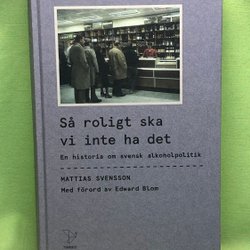 Så roligt ska
vi inte ha det
En historia om svensk alkoholpolitik
MATTIAS SVENSSON
Med förord av Edward Blom
TIMBRO